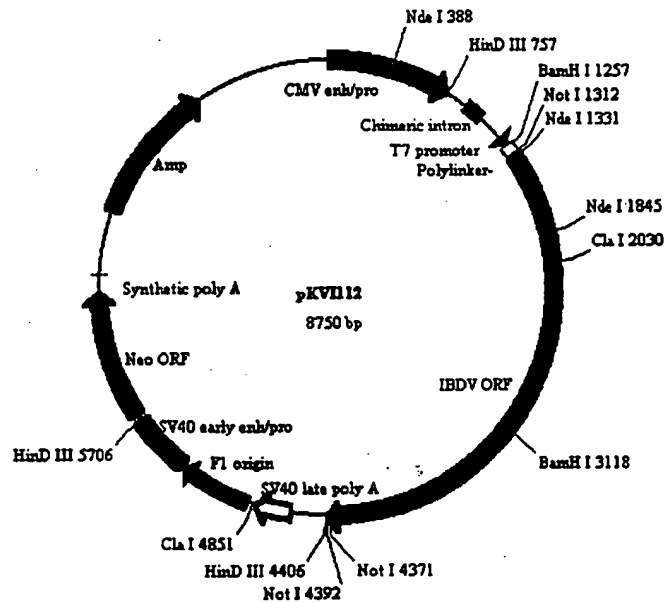 Nde I 388
HinD III 757
BamH I 1257
CMV enh/pro
Not I 1312
Chimeric intron
Nde I 1331
T7 promoter
Polylinker-
Amp
Nde I 1845
Cla I 2030
Synthetic poly A
pKVI112
8750 bp
Neo ORF
IBDV ORF
SV40 early enh/pro
HinD III 5706
BamH I 3118
F1 origin
SV40 late poly A
Cla I 4851
HinD III 4406
Not I 4371
Not I 4392